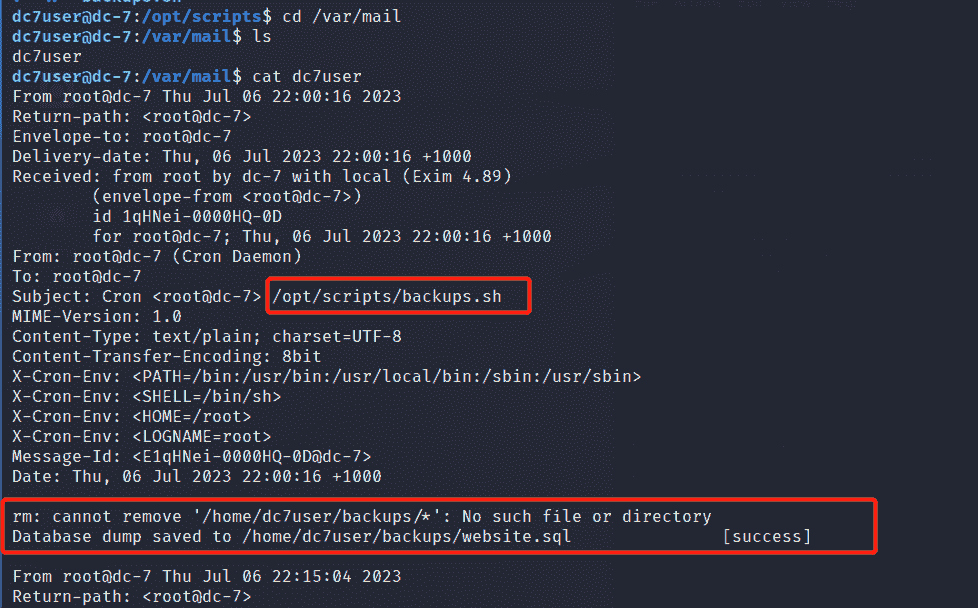 dc7user@dc-7:/opt/scripts$ cd /var/mail
dc7user@dc-7:/var/mail$ ls
dc7user
dc7user@dc-7:/var/mail$ cat dc7user
From root@dc-7 Thu Jul 06 22:00:16 2023
Return-path: <root@dc-7>
Envelope-to: root@dc-7
Delivery-date: Thu, 06 Jul 2023 22:00:16 +1000
Received: from root by dc-7 with local (Exim 4.89)
        (envelope-from <root@dc-7>)
        id 1qHNei-0000HQ-0D
        for root@dc-7; Thu, 06 Jul 2023 22:00:16 +1000
From: root@dc-7 (Cron Daemon)
To: root@dc-7
Subject: Cron <root@dc-7> /opt/scripts/backups.sh
MIME-Version: 1.0
Content-Type: text/plain; charset=UTF-8
Content-Transfer-Encoding: 8bit
X-Cron-Env: <PATH=/bin:/usr/bin:/usr/local/bin:/sbin:/usr/sbin>
X-Cron-Env: <SHELL=/bin/sh>
X-Cron-Env: <HOME=/root>
X-Cron-Env: <LOGNAME=root>
Message-Id: <E1qHNei-0000HQ-0D@dc-7>
Date: Thu, 06 Jul 2023 22:00:16 +1000
rm: cannot remove '/home/dc7user/backups/*': No such file or directory
Database dump saved to /home/dc7user/backups/website.sql               [success]
From root@dc-7 Thu Jul 06 22:15:04 2023
Return-path: <root@dc-7>